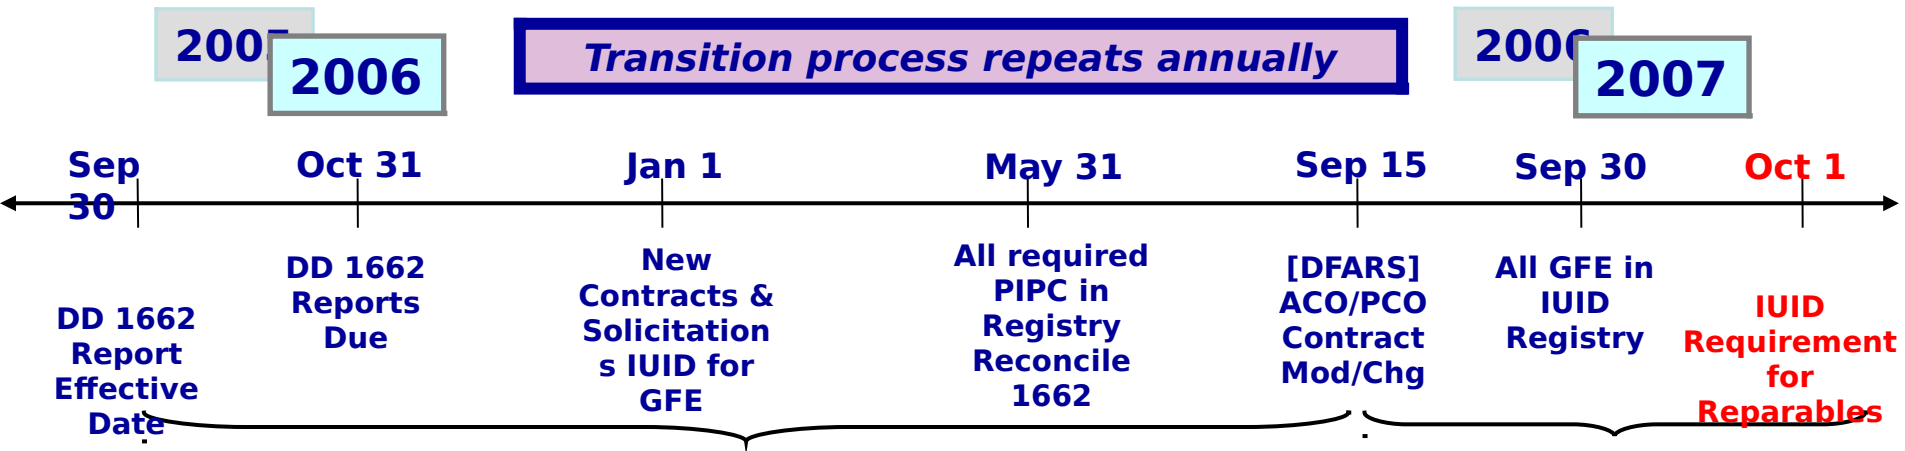 2005
2006
Transition process repeats annually
2006
2007
Sep
30
Oct 31
Jan 1
May 31
Sep 15
Sep 30
Oct 1
DD 1662
Report
Effective
Date
DD 1662
Reports
Due
New
Contracts &
Solicitation
s IUID for
GFE
All required
PIPC in
Registry
Reconcile
1662
[DFARS]
ACO/PCO
Contract
Mod/Chg
All GFE in
IUID
Registry
IUID
Requirement
for
Reparables